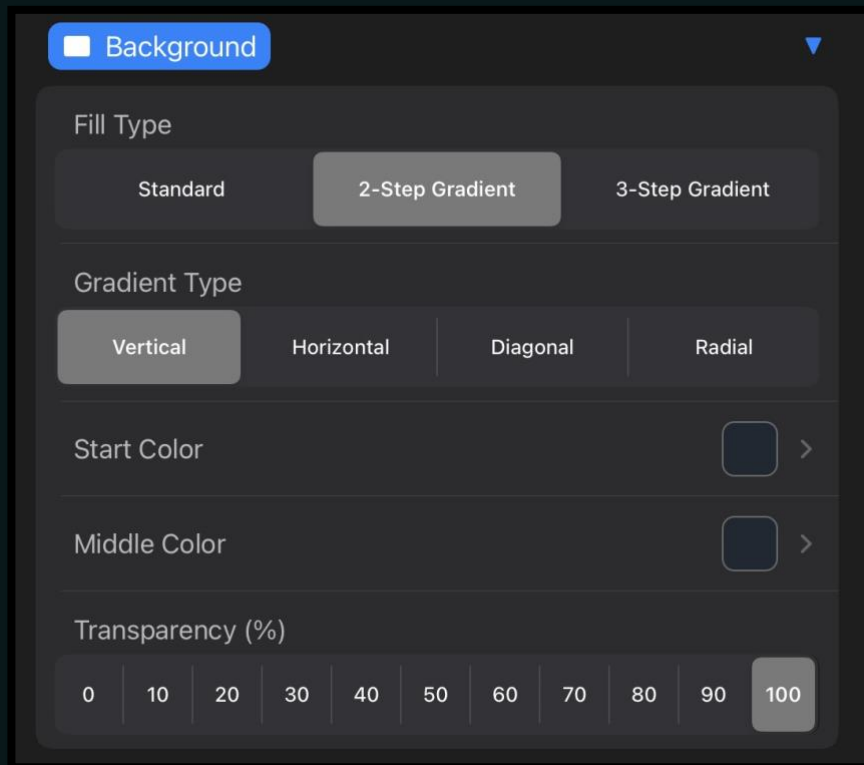 Background
Fill Type
Standard 2-Step Gradient 3-Step Gradient
Gradient Type
Vertical Horizontal Diagonal Radial
Start Color
Middle Color
Transparency (%)
0 10 20 30 40 50 60 70 80 90 100